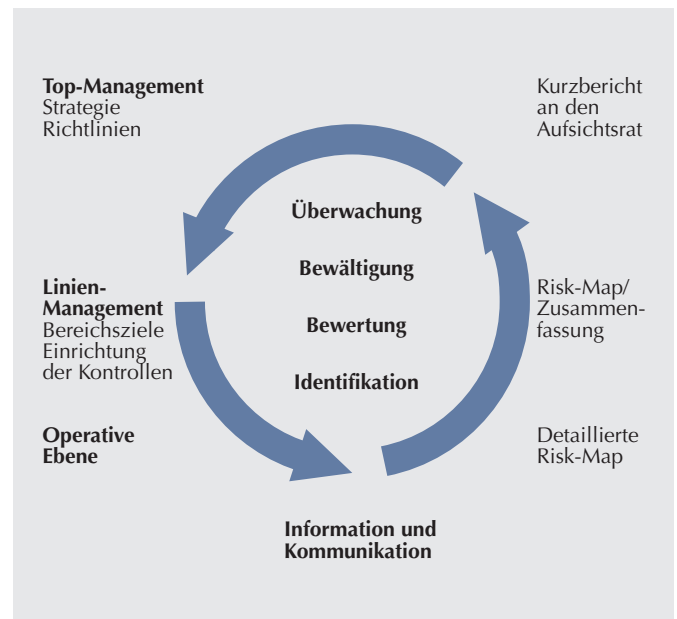 Top-Management
Strategie
Richtlinien
Kurzbericht
an den
Aufsichtsrat
Überwachung
Bewältigung
Bewertung
Identifikation
Linien-
Management
Bereichsziele
Einrichtung
der Kontrollen
Risk-Map/
Zusammen-
fassung
Operative
Ebene
Detaillierte
Risk-Map
Information und
Kommunikation